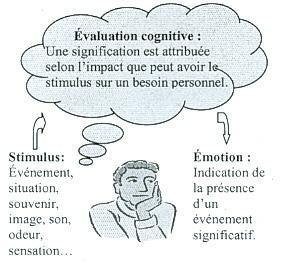 Évaluation cognitive :
Une signification est attribuée
selon l'impact que peut avoir le
stimulus sur un besoin personnel.
Stimulus:
Événement,
situation,
souvenir,
image, son,
odeur,
sensation…
Émotion :
Indication de
la présence
d'un
événement
significatif.